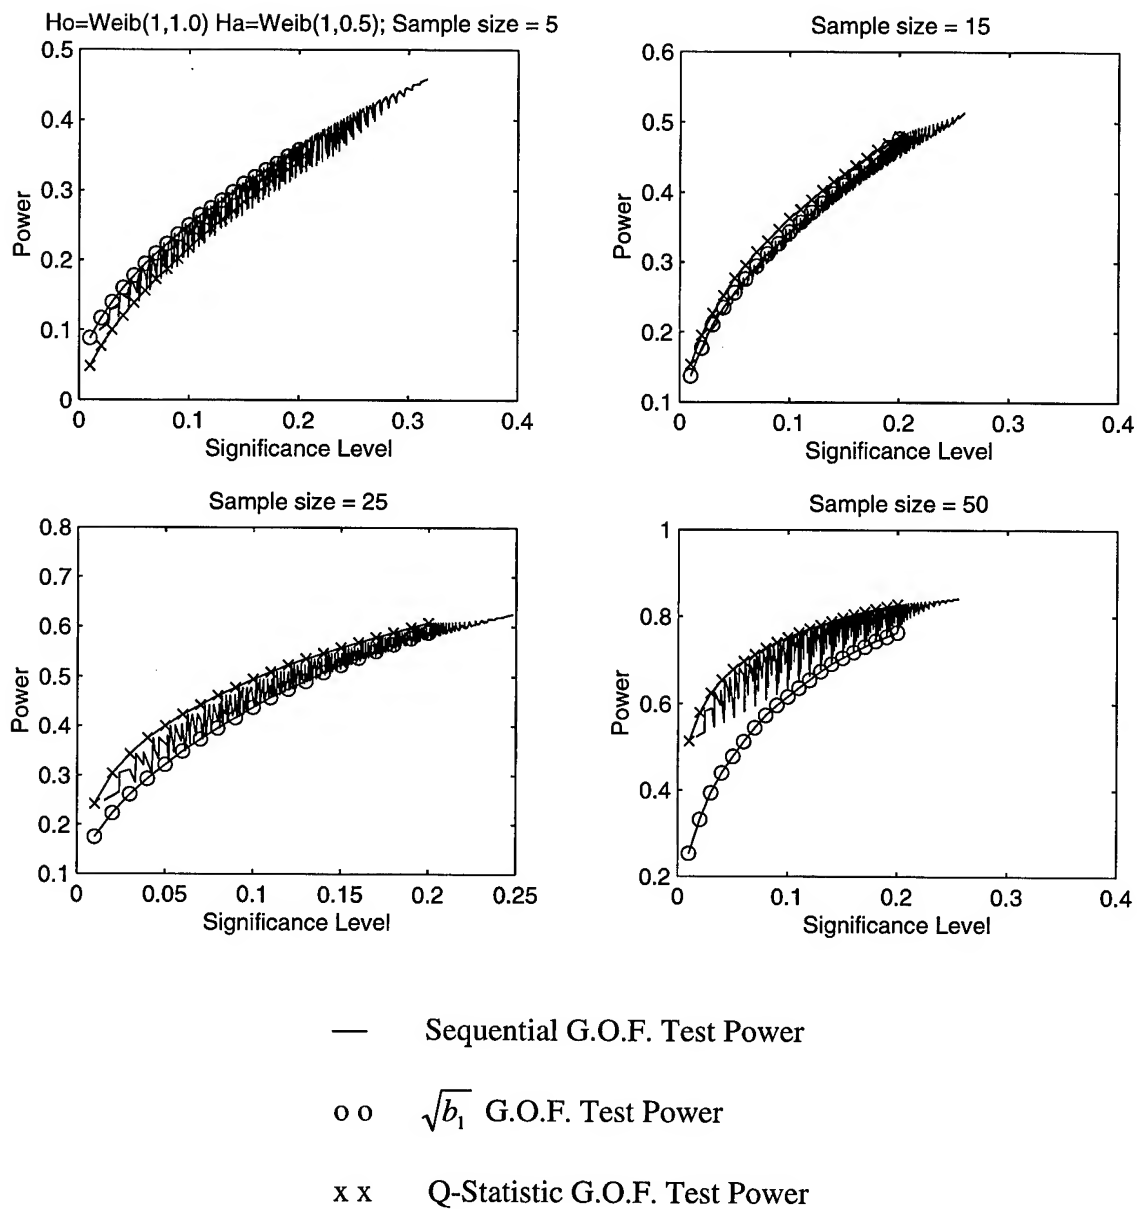 Ho=Weib(1,1.0) Ha=Weib(1,0.5); Sample size = 5
0.5
0.4
0.3
0.2
0.1
0
Power
0 0.1 0.2 0.3 0.4
Significance Level
Sample size = 15
0.6
0.5
0.4
0.3
0.2
0.1
Power
0 0.1 0.2 0.3 0.4
Significance Level
Sample size = 25
0.8
0.7
0.6
0.5
0.4
0.3
0.2
0.1
Power
0 0.05 0.1 0.15 0.2 0.25
Significance Level
Sample size = 50
1
0.8
0.6
0.4
0.2
Power
0 0.1 0.2 0.3 0.4
Significance Level
— Sequential G.O.F. Test Power
o o √b₁ G.O.F. Test Power
x x Q-Statistic G.O.F. Test Power